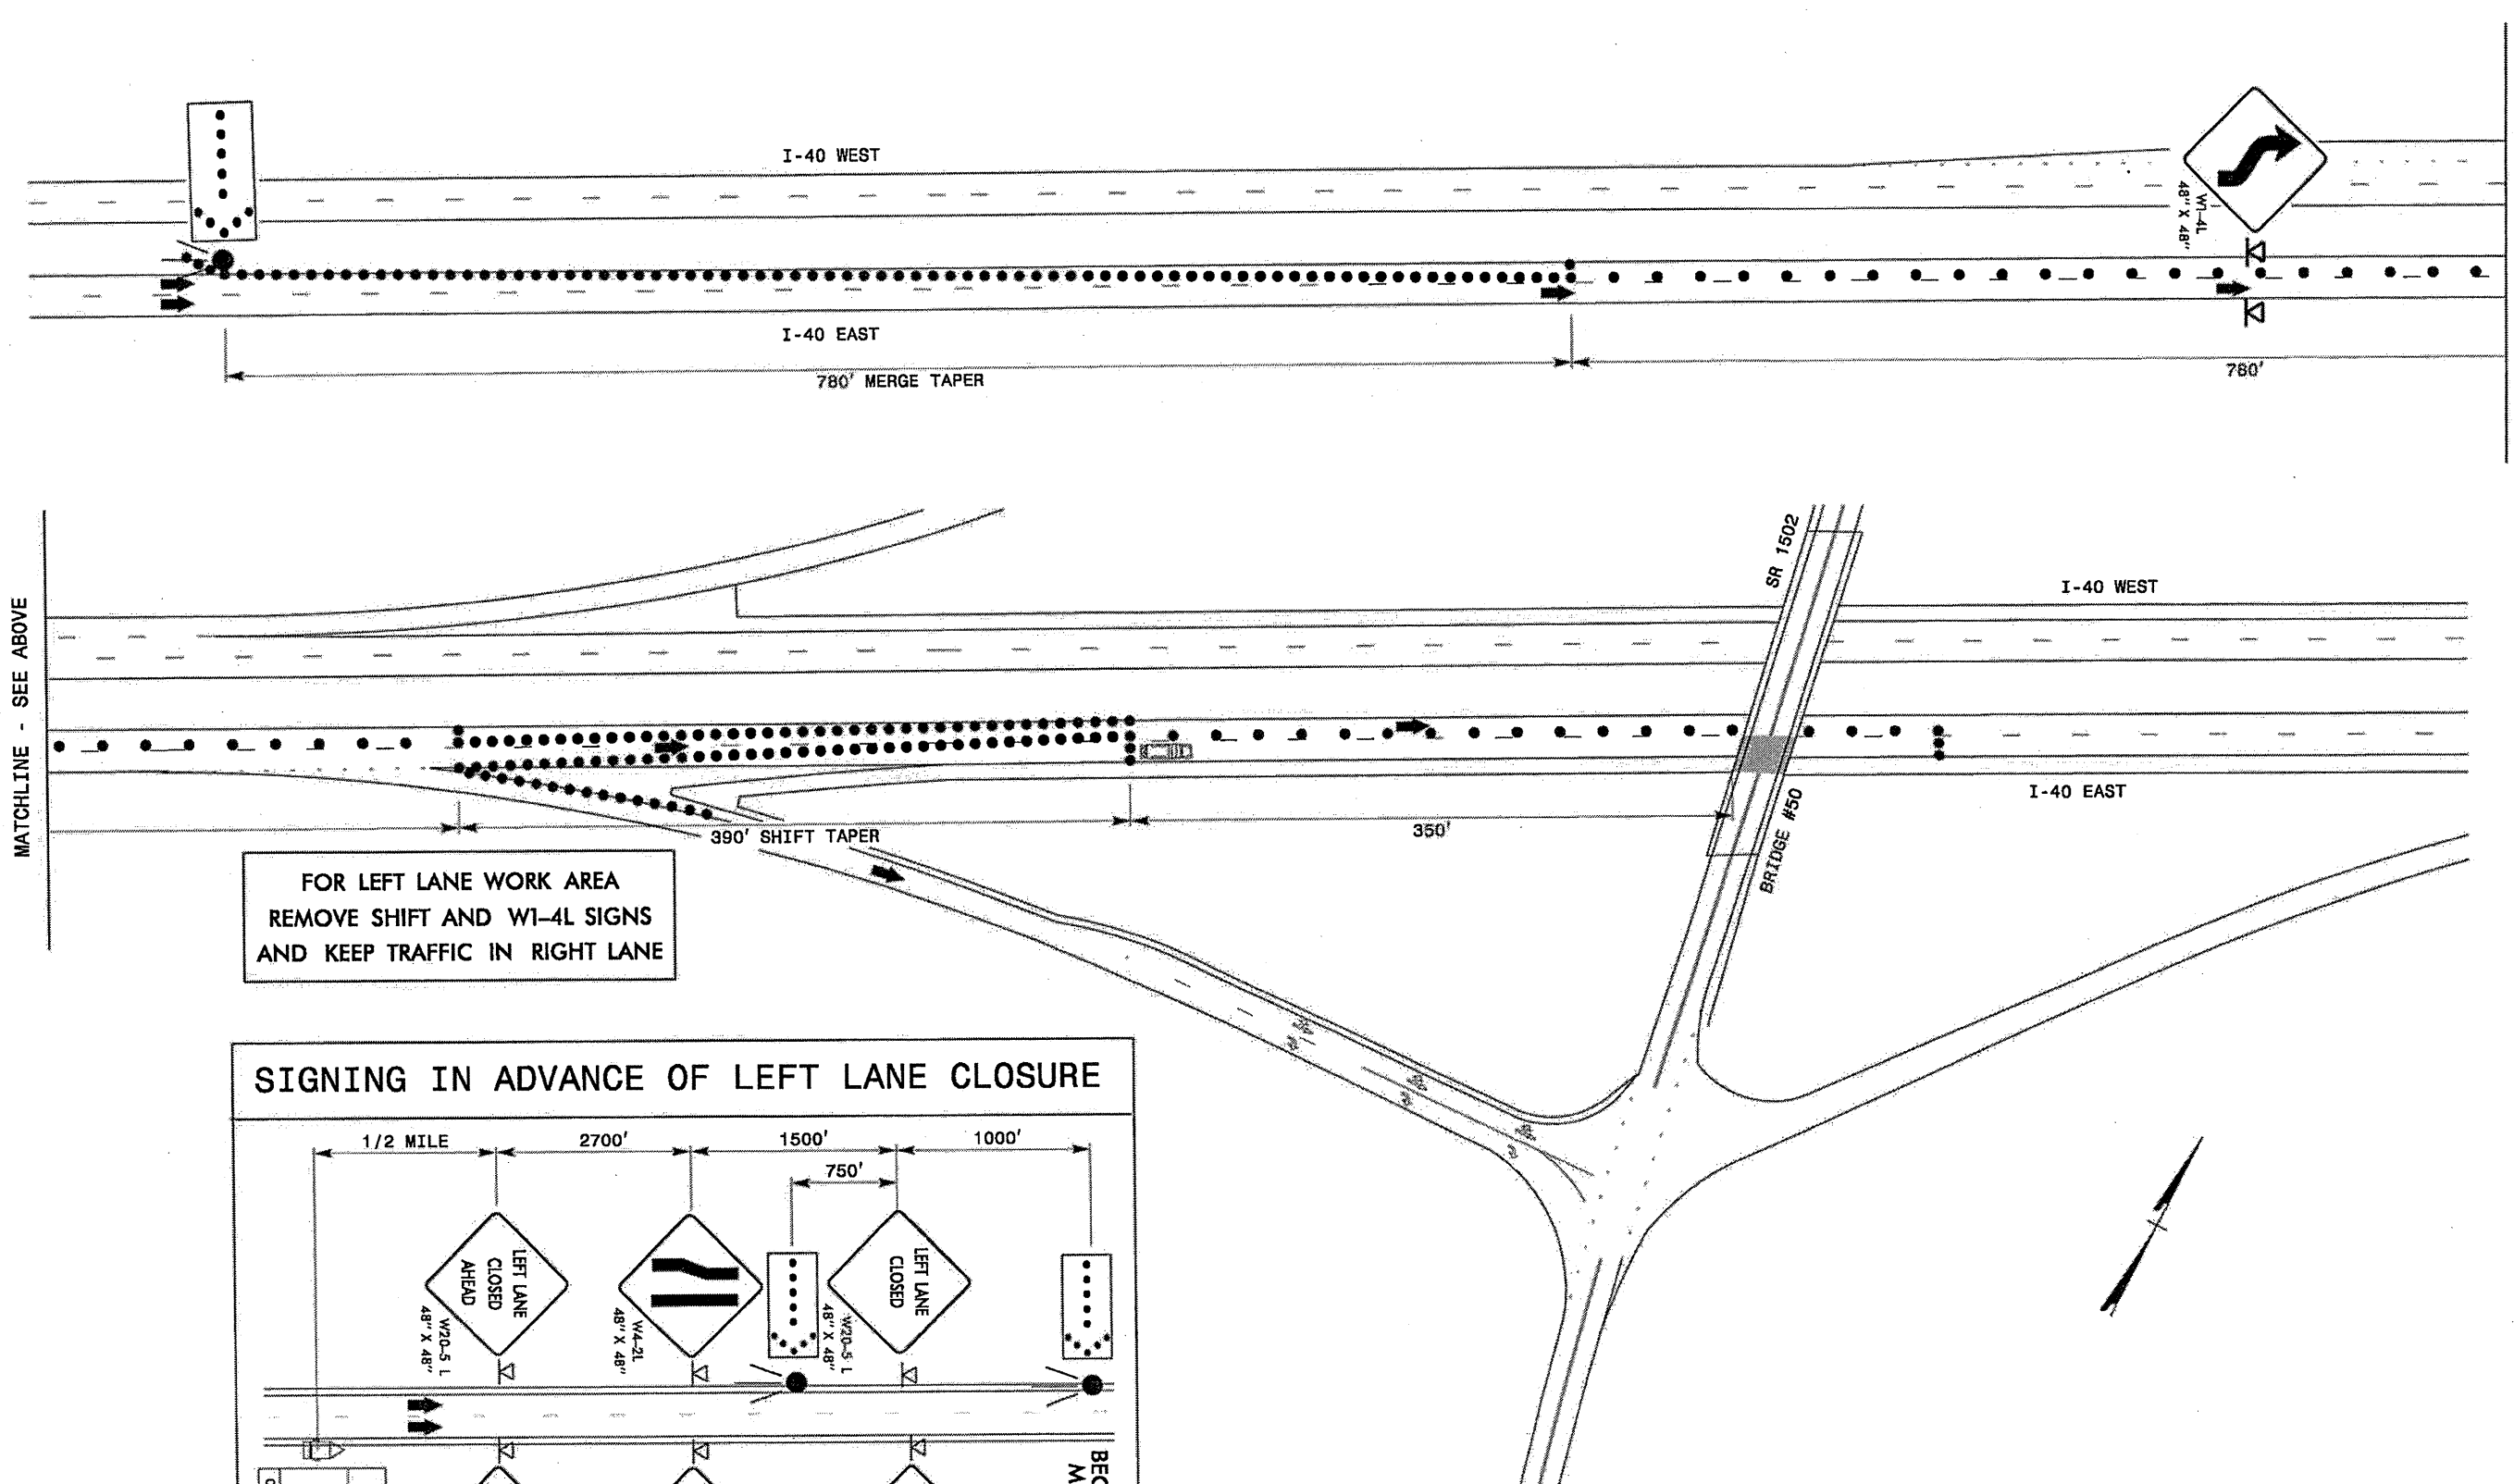 I-40 WEST
W1-4L
48" X 48"
I-40 EAST
780' MERGE TAPER
780'
MATCHLINE - SEE ABOVE
SR 1502
I-40 WEST
I-40 EAST
390' SHIFT TAPER
350'
BRIDGE #50
FOR LEFT LANE WORK AREA
REMOVE SHIFT AND W1-4L SIGNS
AND KEEP TRAFFIC IN RIGHT LANE
SIGNING IN ADVANCE OF LEFT LANE CLOSURE
1/2 MILE
2700'
1500'
1000'
750'
LEFT LANE
CLOSED
AHEAD
W20-5 L
48" X 48"
W4-2L
48" X 48"
LEFT LANE
CLOSED
W20-5 L
48" X 48"